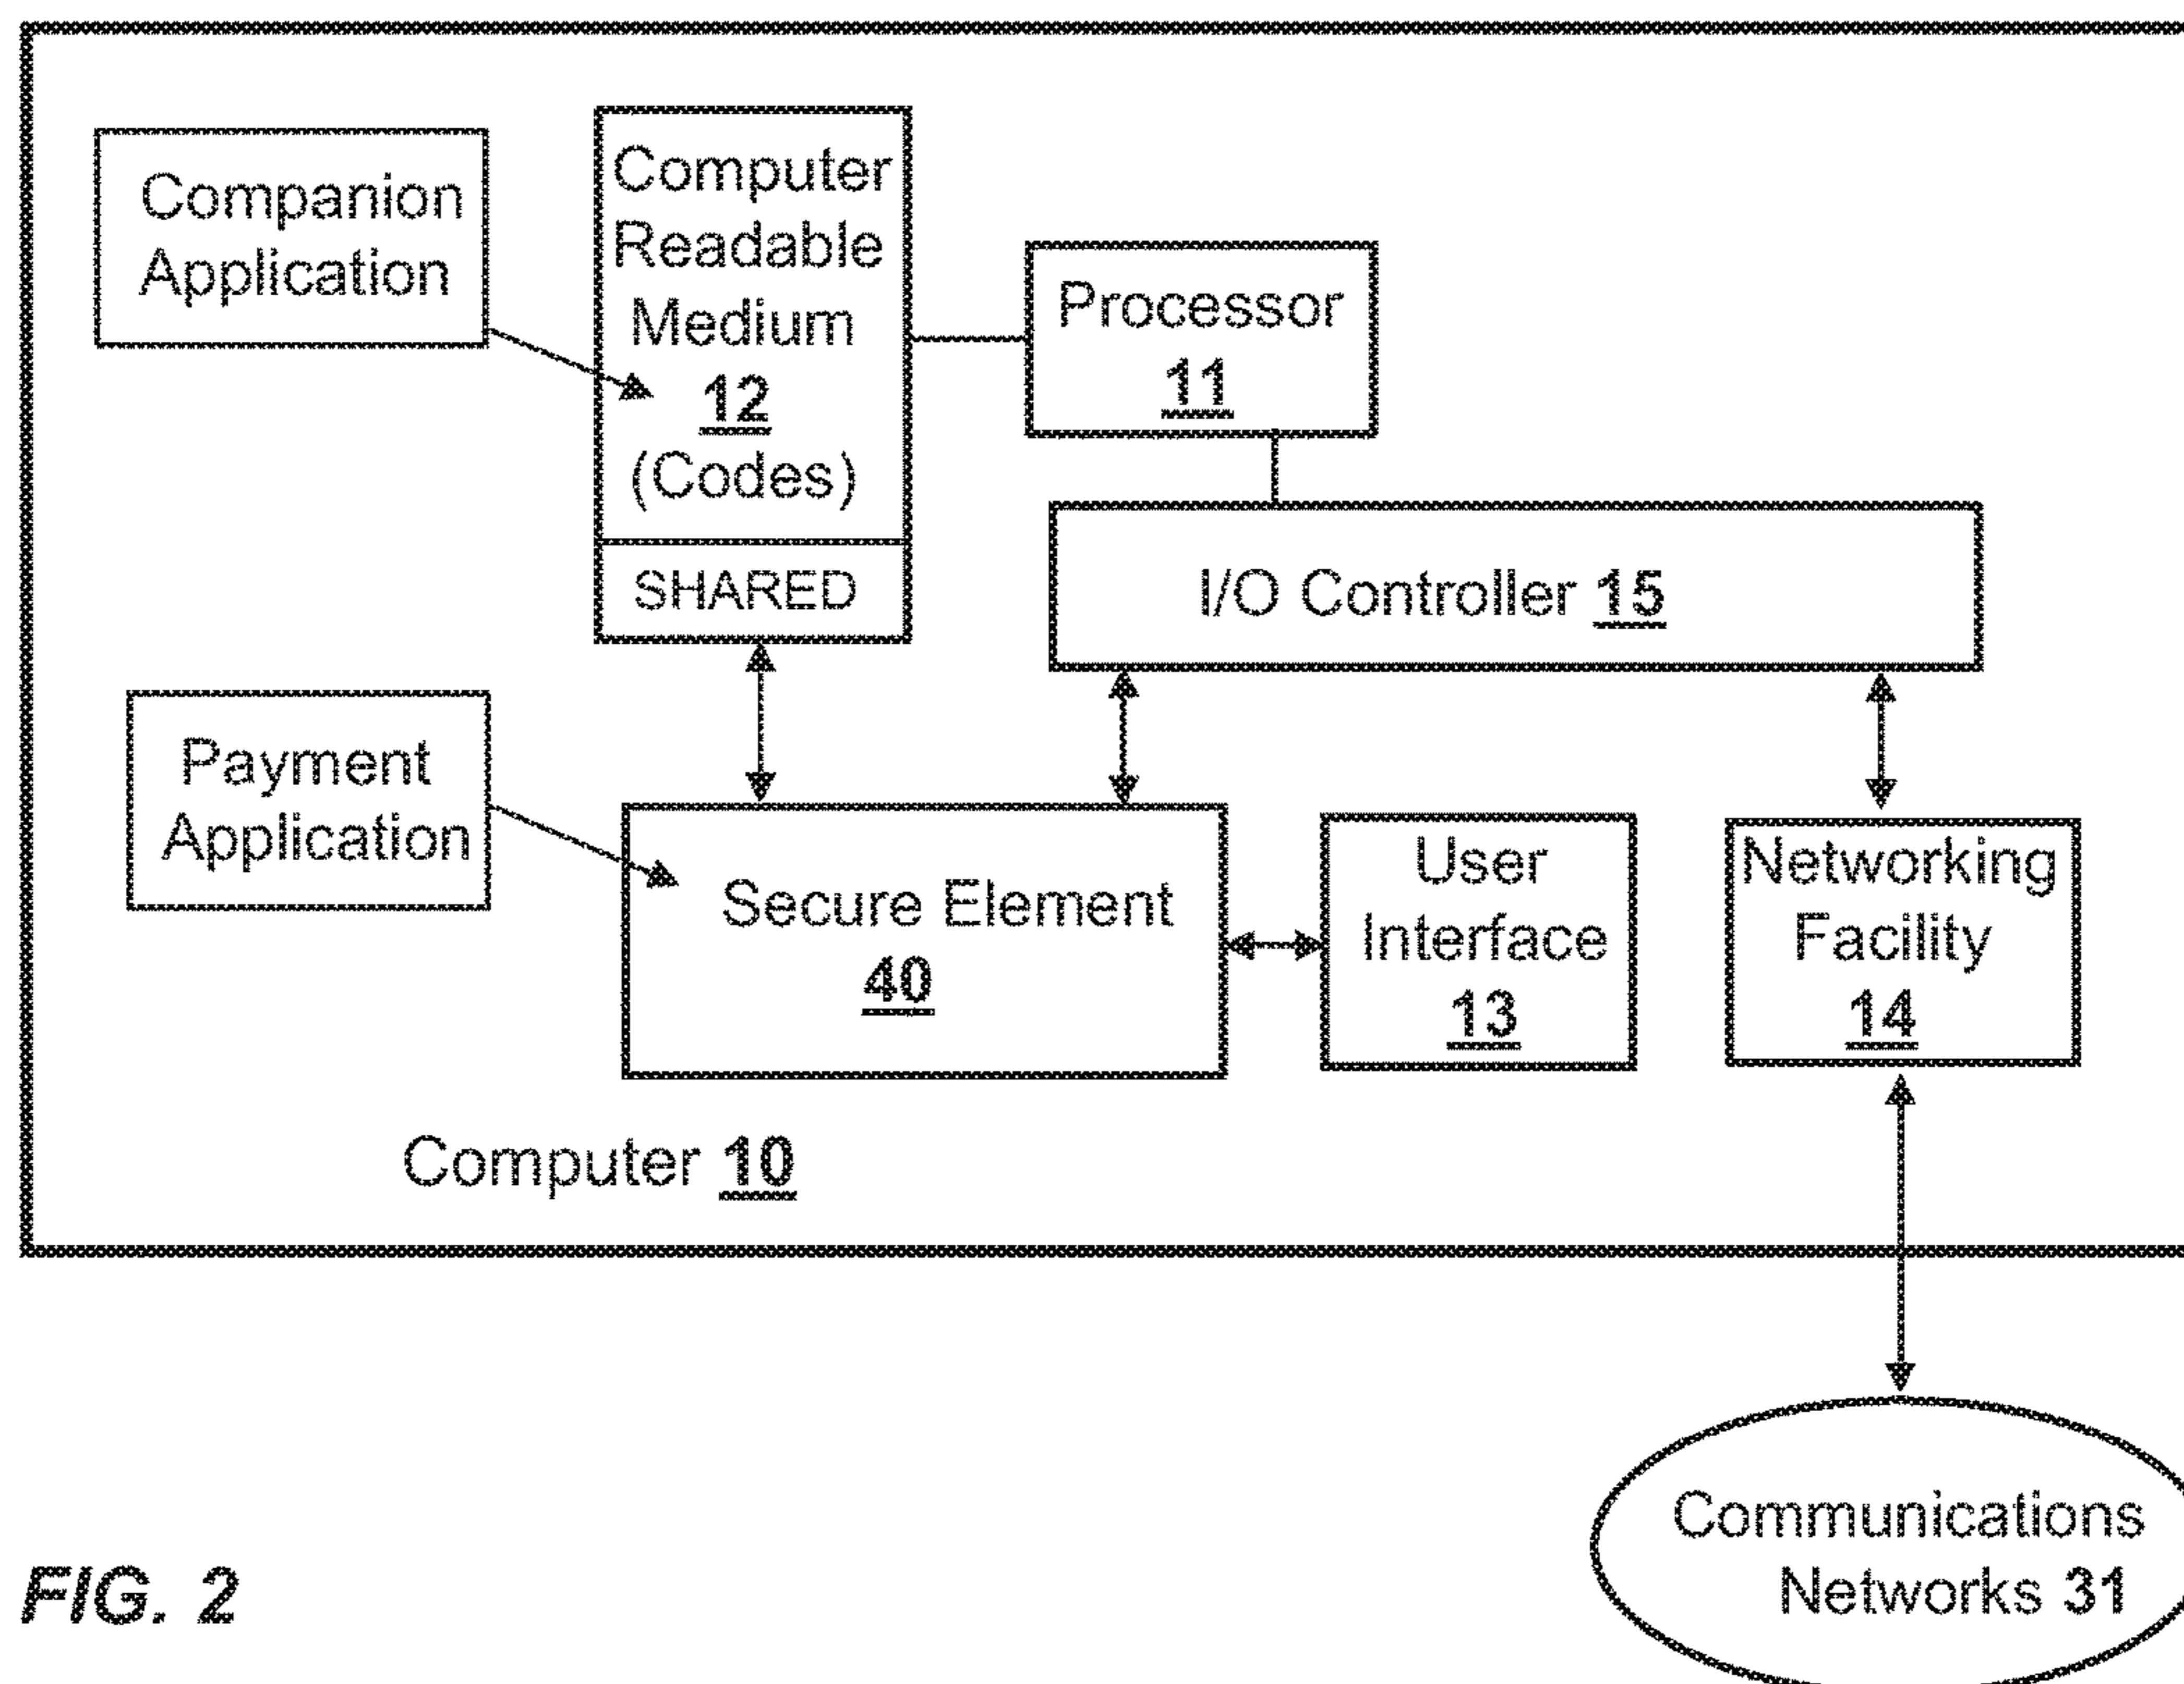 Companion
Application
Computer
Readable
Medium
12
(Codes)
SHARED
Processor
11
I/O Controller 15
Payment
Application
Secure Element
40
User
Interface
13
Networking
Facility
14
Computer 10
Communications
Networks 31
FIG. 2